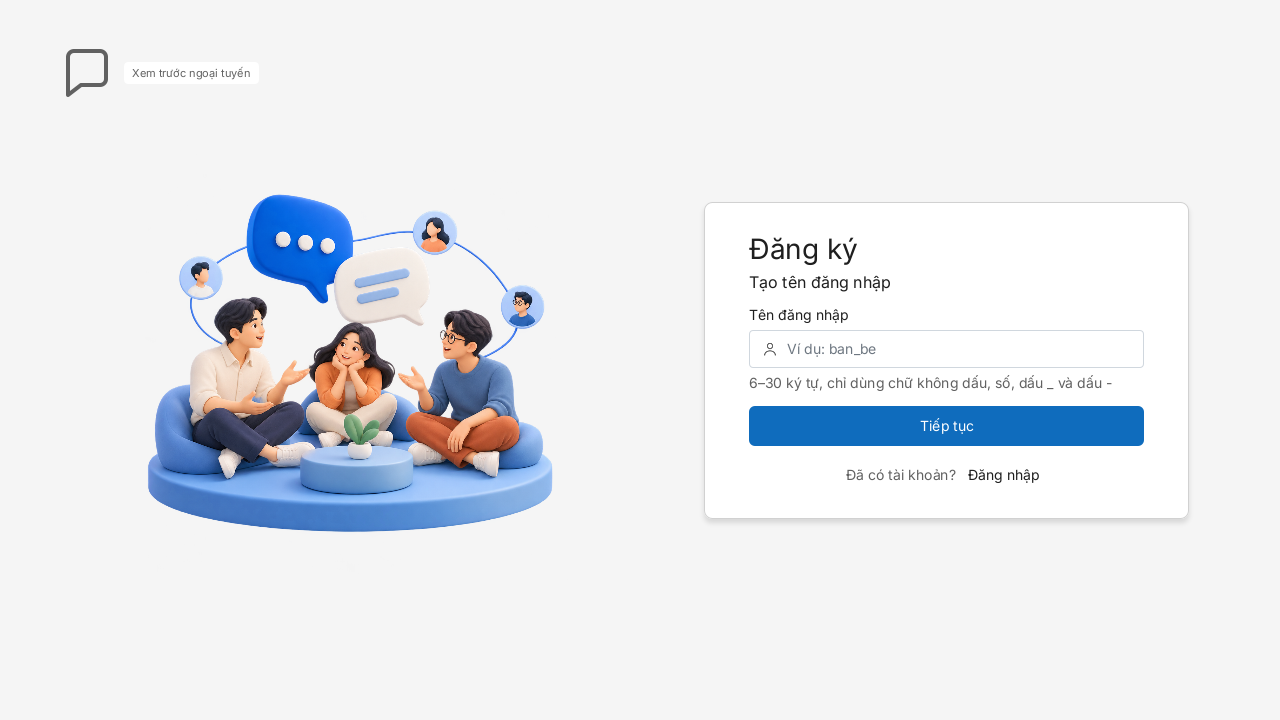 Xem trước ngoại tuyến
Đăng ký
Tạo tên đăng nhập
Tên đăng nhập
Ví dụ: ban_be
6–30 ký tự, chỉ dùng chữ không dấu, số, dấu _ và dấu -
Tiếp tục
Đã có tài khoản? Đăng nhập